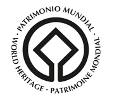 PATRIMONIO MUNDIAL • WORLD HERITAGE • PATRIMOINE MONDIAL •